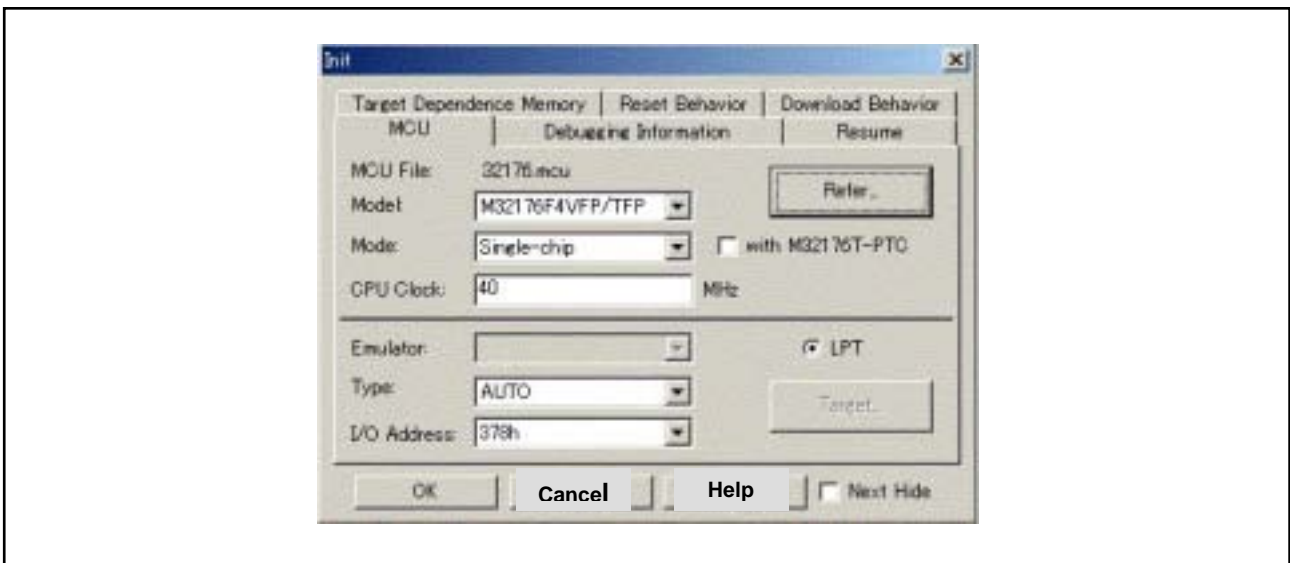 Init
Target Dependence Memory Reset Behavior Download Behavior
MCU Debugging Information Resume
MCU File: 32176.mcu
Refer...
Model: M32176F4VFP/TFP
Mode: Single-chip with M32176T-PTC
CPU Clock: 40 MHz
Emulator: LPT
Type: AUTO
Target...
I/O Address: 378h
OK Cancel Help Next Hide